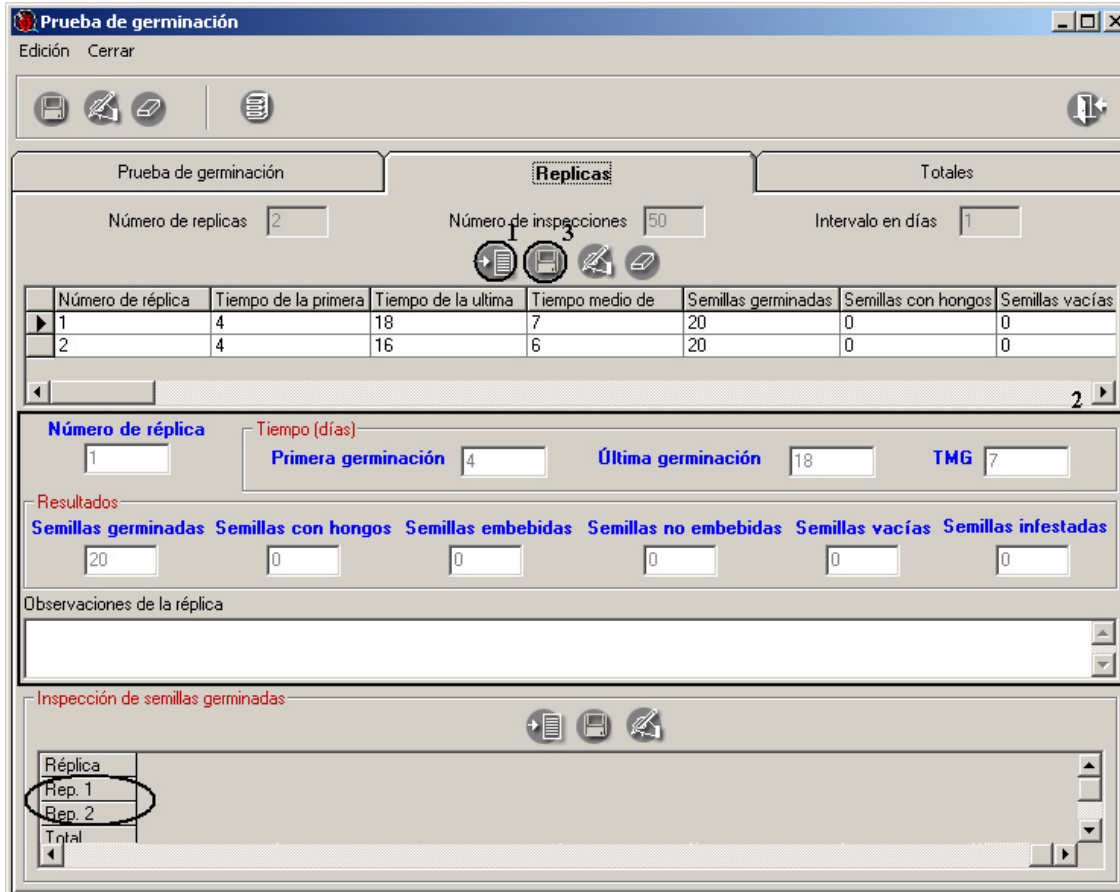 Prueba de germinación
Edición Cerrar
Prueba de germinación Replicas Totales
Número de replicas 2 Número de inspecciones 50 Intervalo en días 1
1 3
Número de réplica Tiempo de la primera Tiempo de la ultima Tiempo medio de Semillas germinadas Semillas con hongos Semillas vacías
1 4 18 7 20 0 0
2 4 16 6 20 0 0
2
Número de réplica Tiempo (días)
1 Primera germinación 4 Última germinación 18 TMG 7
Resultados
Semillas germinadas Semillas con hongos Semillas embebidas Semillas no embebidas Semillas vacías Semillas infestadas
20 0 0 0 0 0
Observaciones de la réplica
Inspección de semillas germinadas
Réplica
Rep. 1
Rep. 2
Total